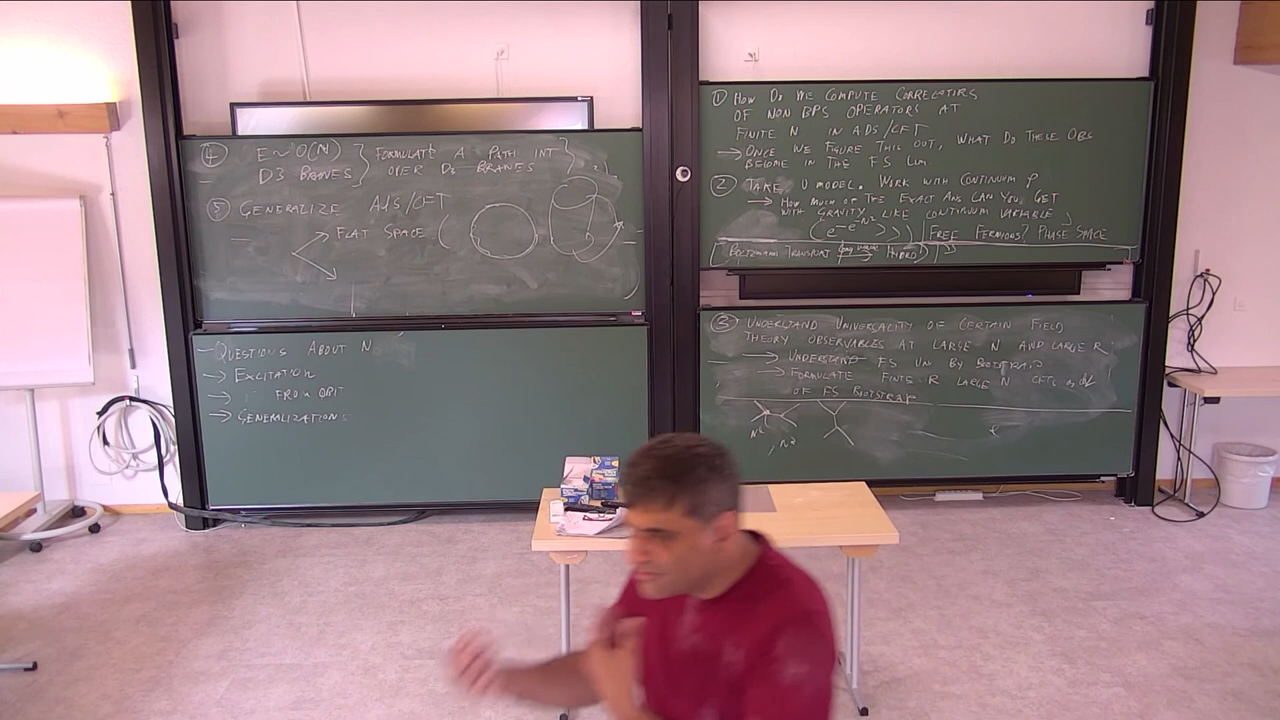 ① HOW DO WE COMPUTE CORRELATORS
OF NON BPS OPERATORS AT
FINITE N IN ADS/CFT
→ ONCE WE FIGURE THIS OUT, WHAT DO THESE OBS
BECOME IN THE FS LIM.
② TAKE U MODEL. WORK WITH CONTINUUM ρ
→ HOW MUCH OF THE EXACT ANS CAN YOU GET
WITH GRAVITY LIKE CONTINUUM VARIABLE
FREE FERMIONS? PHASE SPACE
BOLTZMANN TRANSPORT → HYDRO
③ UNDERSTAND UNIVERSALITY OF CERTAIN FIELD
THEORY OBSERVABLES AT LARGE N AND LARGE R
→ UNDERSTAND FS BY BOOTSTRAP
→ FORMULATE FINITE R LARGE N CFTs
OF FS BOOTSTRAP
④ E~O(N) } FORMULATE A PATH INT
D3 BRANES } OVER D3 BRANES
⑤ GENERALIZE AdS/CFT
→ FLAT SPACE
- QUESTIONS ABOUT N
→ EXCITATION
→ FROM OPI
→ GENERALIZATIONS